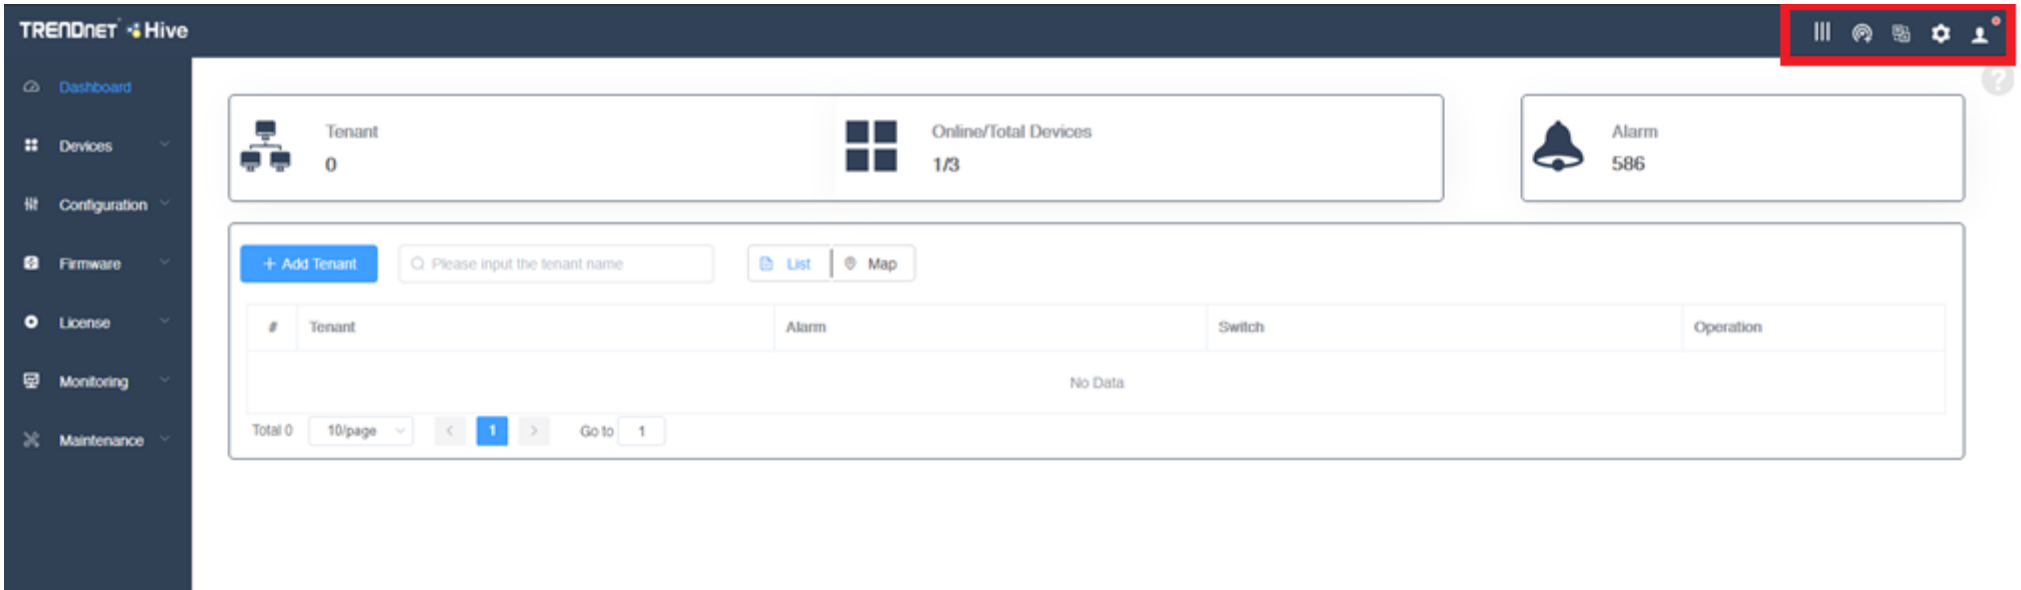 TRENDnet Hive
Dashboard
Devices
Configuration
Firmware
License
Monitoring
Maintenance
?
Tenant
0
Online/Total Devices
1/3
Alarm
586
+ Add Tenant
Please input the tenant name
List
Map
# Tenant Alarm Switch Operation
No Data
Total 0 10/page < 1 > Go to 1